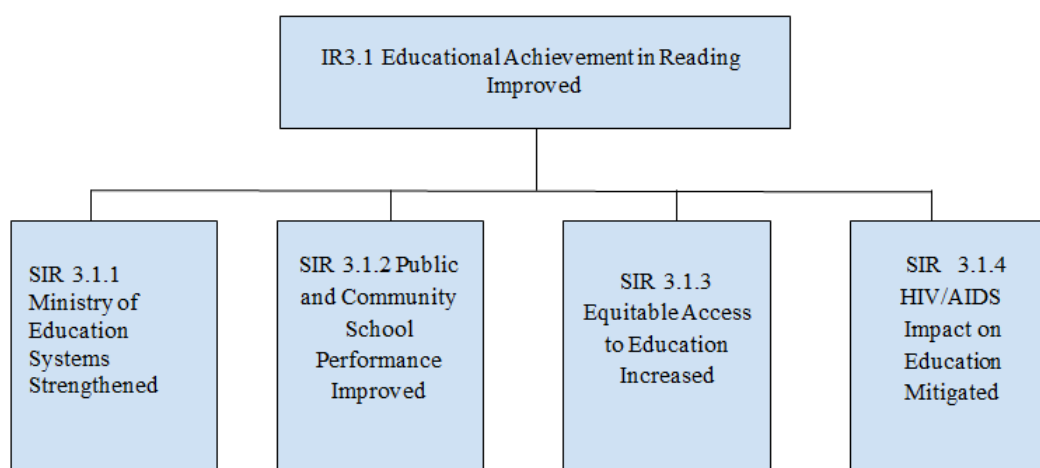 IR3.1 Educational Achievement in Reading
Improved
SIR 3.1.1
Ministry of
Education
Systems
Strengthened
SIR 3.1.2 Public
and Community
School
Performance
Improved
SIR 3.1.3
Equitable Access
to Education
Increased
SIR 3.1.4
HIV/AIDS
Impact on
Education
Mitigated